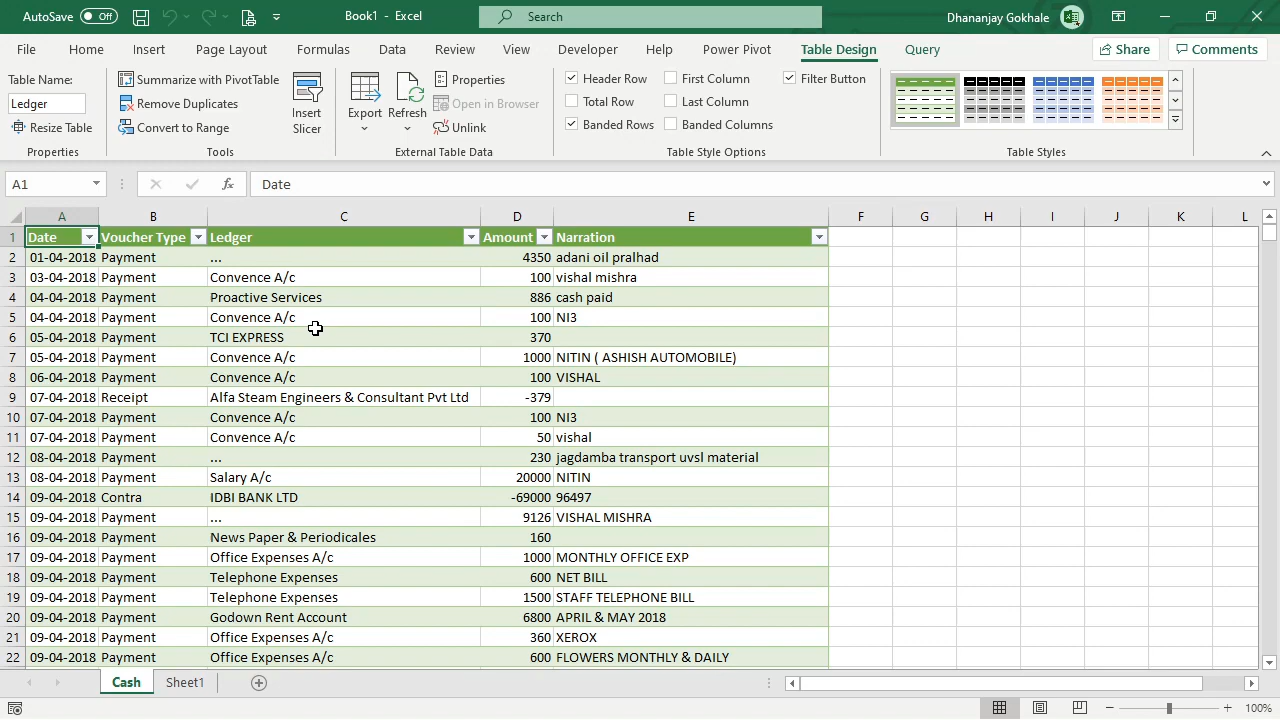 AutoSave Off Book1 - Excel Search Dhananjay Gokhale
File Home Insert Page Layout Formulas Data Review View Developer Help Power Pivot Table Design Query Share Comments
Table Name: Summarize with PivotTable Properties Header Row First Column Filter Button
Ledger Remove Duplicates Insert Slicer Export Refresh Open in Browser Total Row Last Column
Resize Table Convert to Range Unlink Banded Rows Banded Columns
Properties Tools External Table Data Table Style Options Table Styles
A1 fx Date
A B C D E F G H I J K L
1 Date Voucher Type Ledger Amount Narration
2 01-04-2018 Payment ... 4350 adani oil pralhad
3 03-04-2018 Payment Convence A/c 100 vishal mishra
4 04-04-2018 Payment Proactive Services 886 cash paid
5 04-04-2018 Payment Convence A/c 100 NI3
6 05-04-2018 Payment TCI EXPRESS 370
7 05-04-2018 Payment Convence A/c 1000 NITIN ( ASHISH AUTOMOBILE)
8 06-04-2018 Payment Convence A/c 100 VISHAL
9 07-04-2018 Receipt Alfa Steam Engineers & Consultant Pvt Ltd -379
10 07-04-2018 Payment Convence A/c 100 NI3
11 07-04-2018 Payment Convence A/c 50 vishal
12 08-04-2018 Payment ... 230 jagdamba transport uvsl material
13 08-04-2018 Payment Salary A/c 20000 NITIN
14 09-04-2018 Contra IDBI BANK LTD -69000 96497
15 09-04-2018 Payment ... 9126 VISHAL MISHRA
16 09-04-2018 Payment News Paper & Periodicales 160
17 09-04-2018 Payment Office Expenses A/c 1000 MONTHLY OFFICE EXP
18 09-04-2018 Payment Telephone Expenses 600 NET BILL
19 09-04-2018 Payment Telephone Expenses 1500 STAFF TELEPHONE BILL
20 09-04-2018 Payment Godown Rent Account 6800 APRIL & MAY 2018
21 09-04-2018 Payment Office Expenses A/c 360 XEROX
22 09-04-2018 Payment Office Expenses A/c 600 FLOWERS MONTHLY & DAILY
Cash Sheet1
100%